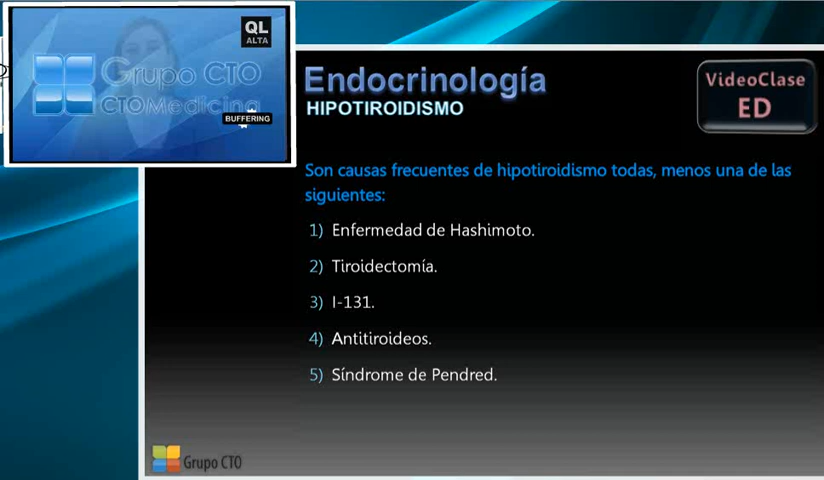 QL
ALTA
Grupo CTO
CTOMedicina
BUFFERING
Endocrinología
HIPOTIROIDISMO
VideoClase
ED
Son causas frecuentes de hipotiroidismo todas, menos una de las
siguientes:
1) Enfermedad de Hashimoto.
2) Tiroidectomía.
3) I-131.
4) Antitiroideos.
5) Síndrome de Pendred.
Grupo CTO